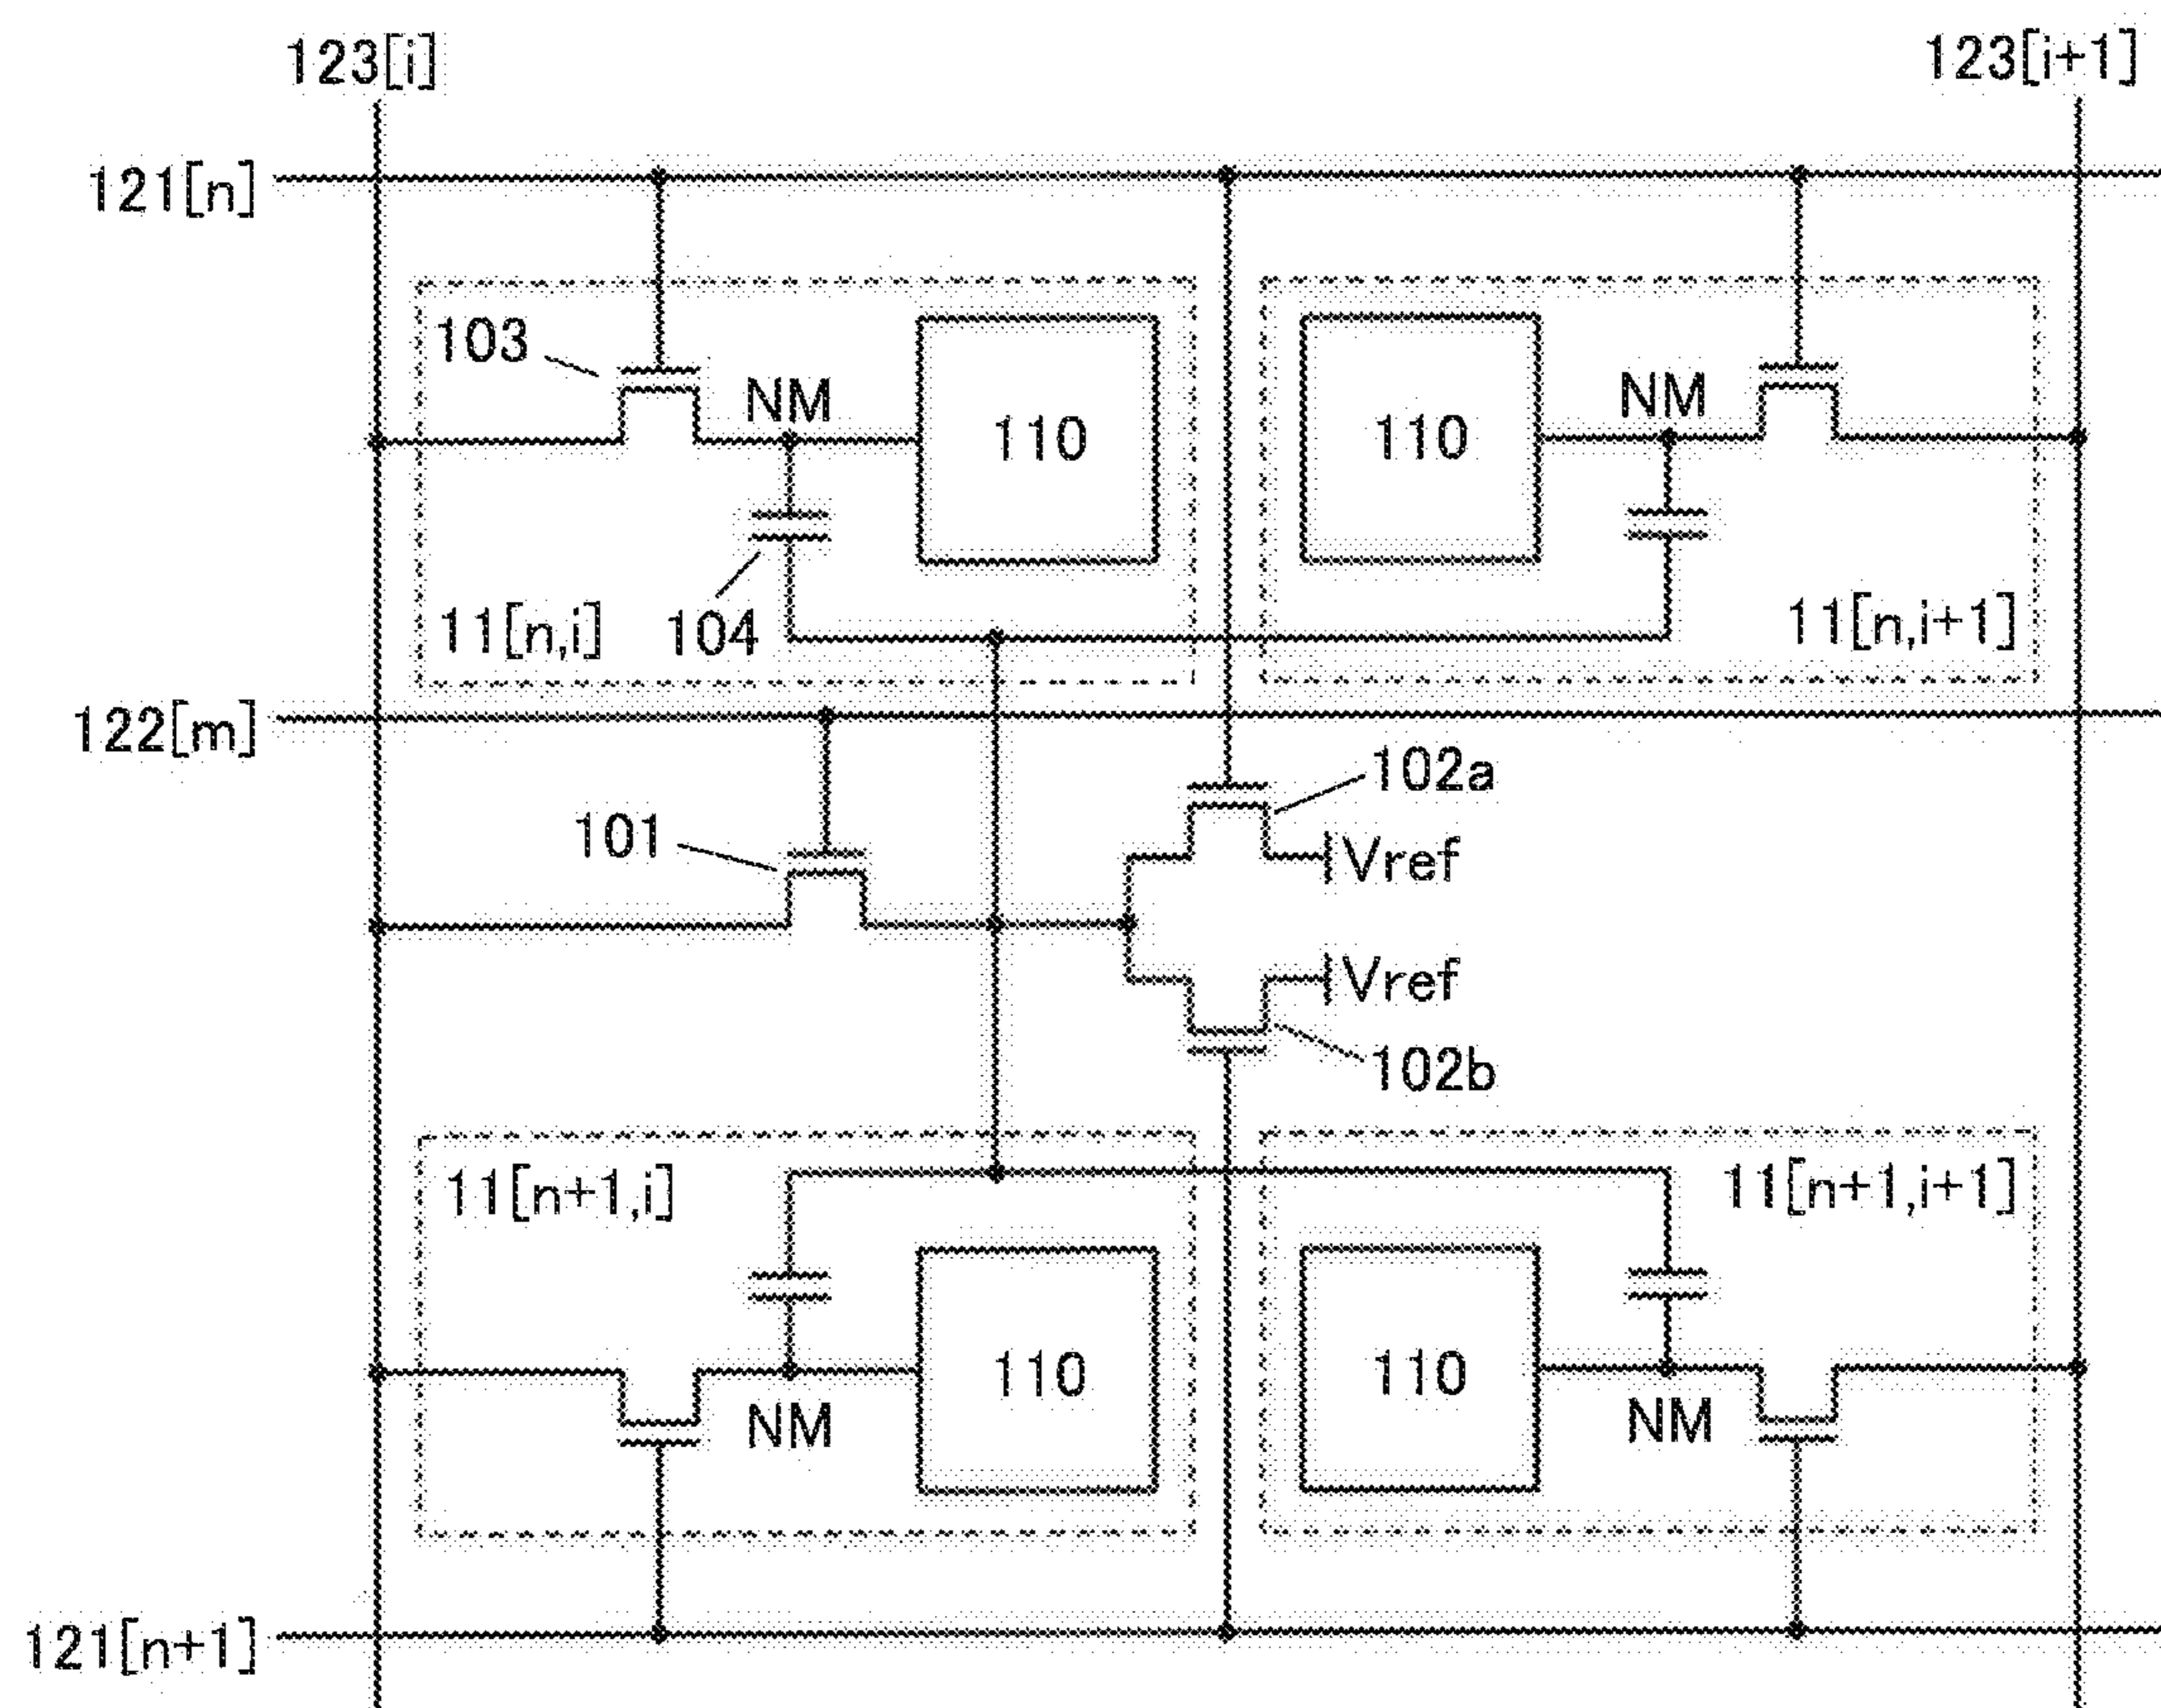 123[i]
123[i+1]
121[n]
103
NM
110
110
NM
11[n,i]
104
11[n,i+1]
122[m]
102a
101
Vref
Vref
102b
11[n+1,i]
11[n+1,i+1]
110
110
NM
NM
121[n+1]